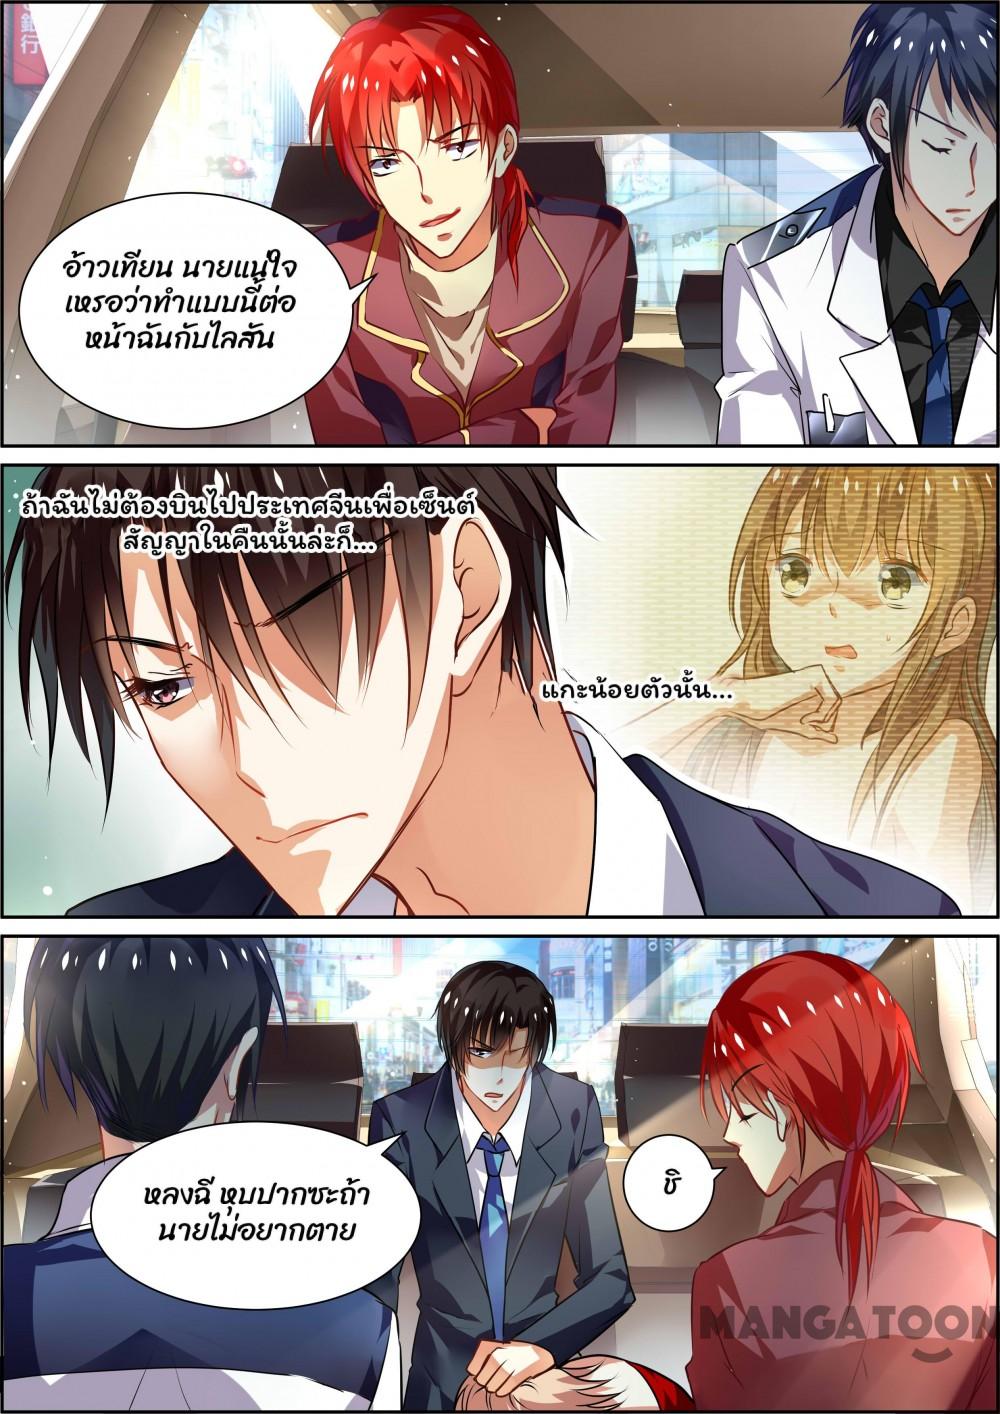 銀行
อ้าวเทียน นายแน่ใจ
เหรอว่าทำแบบนี้ต่อ
หน้าฉันกับไลสัน
ถ้าฉันไม่ต้องบินไปประเทศจีนเพื่อเซ็นต์
สัญญาในคืนนั้นล่ะก็...
แกะน้อยตัวนั้น...
หลงฉี หุบปากซะถ้า
นายไม่อยากตาย
ชิ
MANGATOON